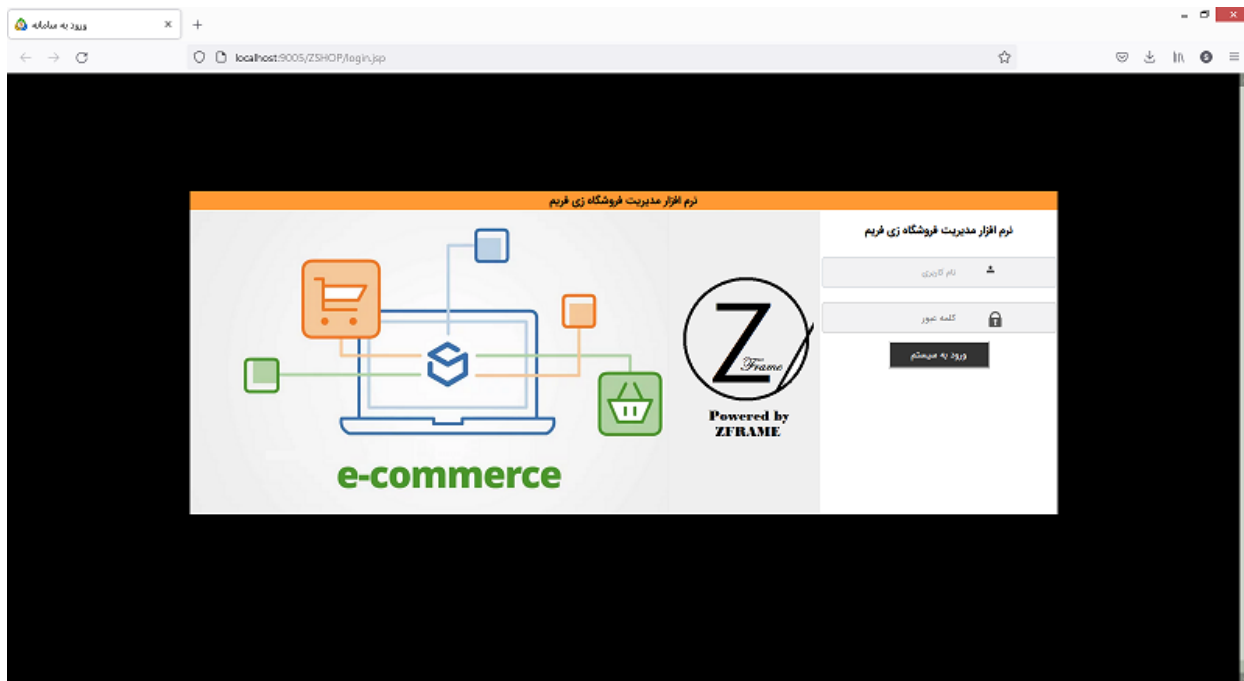 ورود به سامانه
localhost:9005/ZSHOP/login.jsp
نرم افزار مدیریت فروشگاه زی فریم
نرم افزار مدیریت فروشگاه زی فریم
نام کاربری
کلمه عبور
ورود به سیستم
Z
Frame
Powered by
ZFRAME
e-commerce